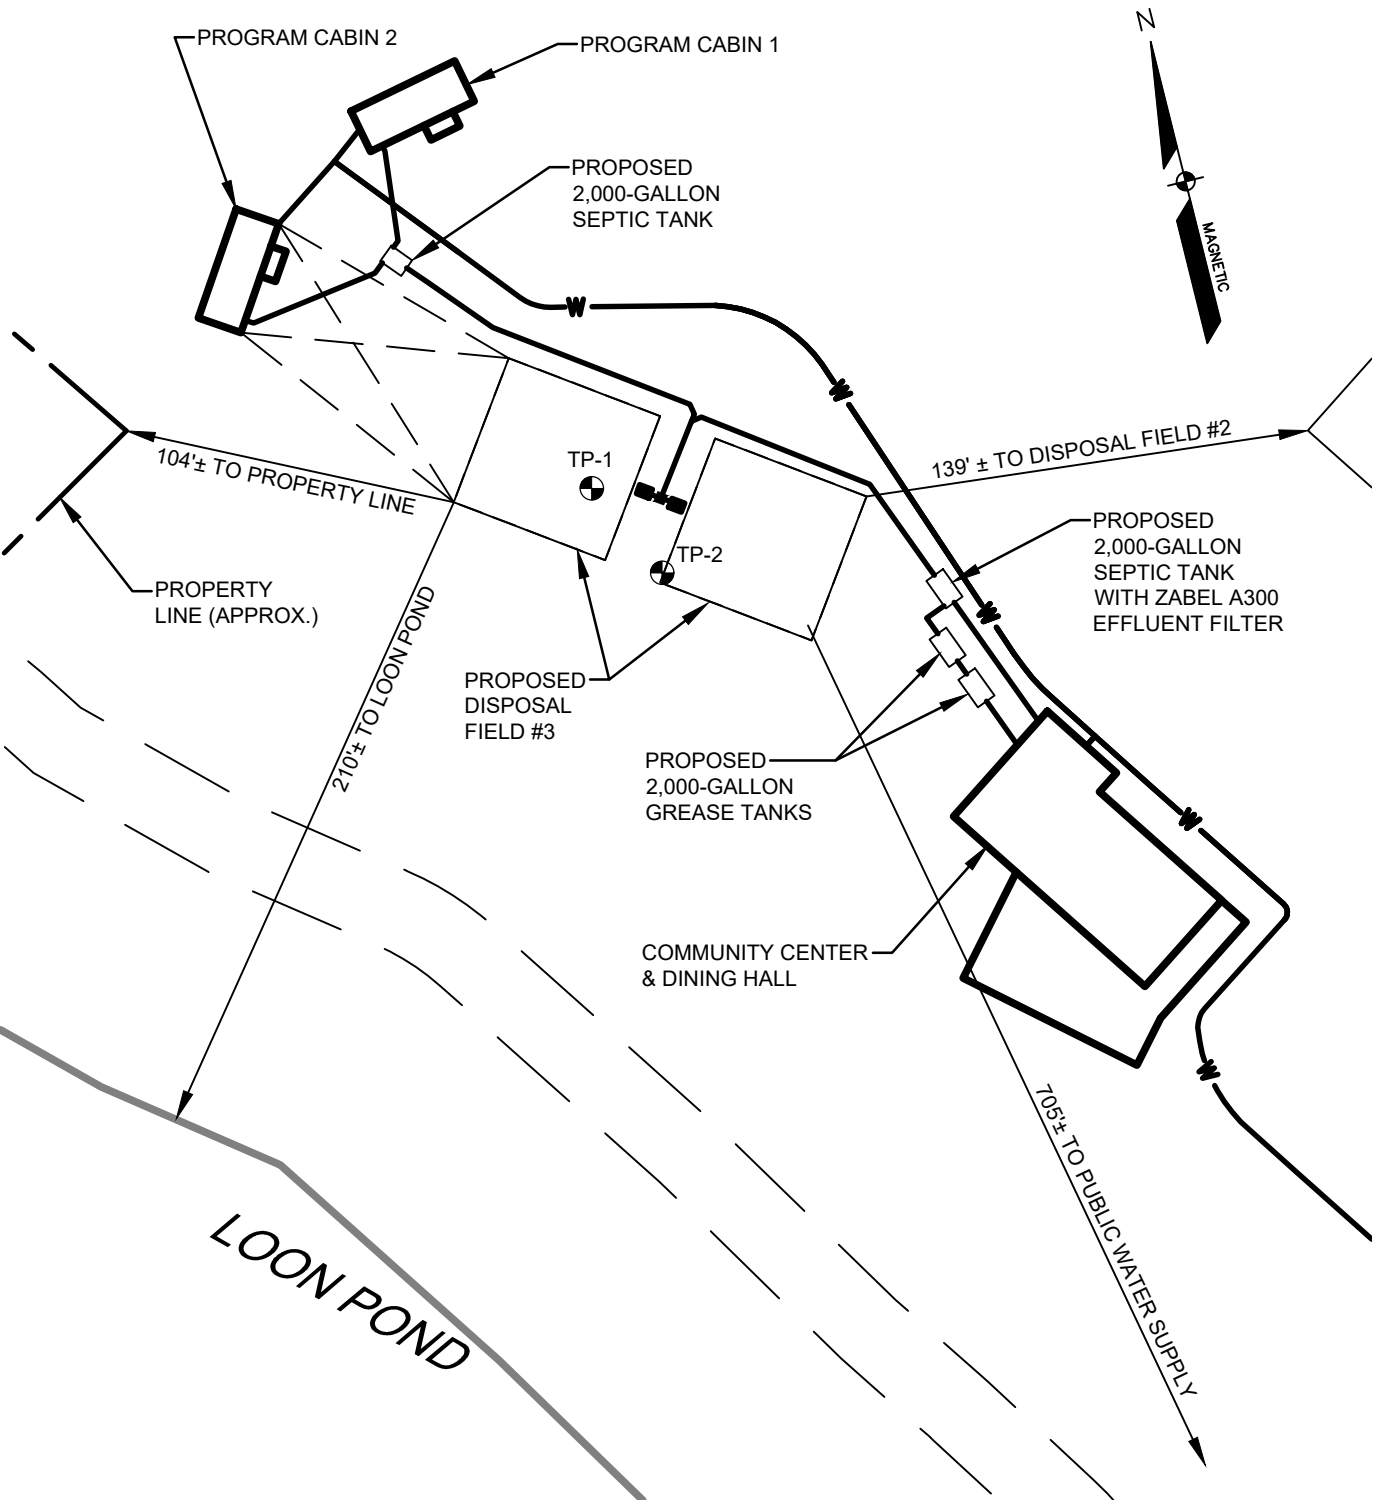 PROGRAM CABIN 2
PROGRAM CABIN 1
N
MAGNETIC
PROPOSED
2,000-GALLON
SEPTIC TANK
W
W
104'± TO PROPERTY LINE
TP-1
139' ± TO DISPOSAL FIELD #2
TP-2
PROPOSED
2,000-GALLON
SEPTIC TANK
WITH ZABEL A300
EFFLUENT FILTER
PROPERTY
LINE (APPROX.)
W
210'± TO LOON POND
PROPOSED
DISPOSAL
FIELD #3
PROPOSED
2,000-GALLON
GREASE TANKS
W
COMMUNITY CENTER
& DINING HALL
W
705'± TO PUBLIC WATER SUPPLY
LOON POND